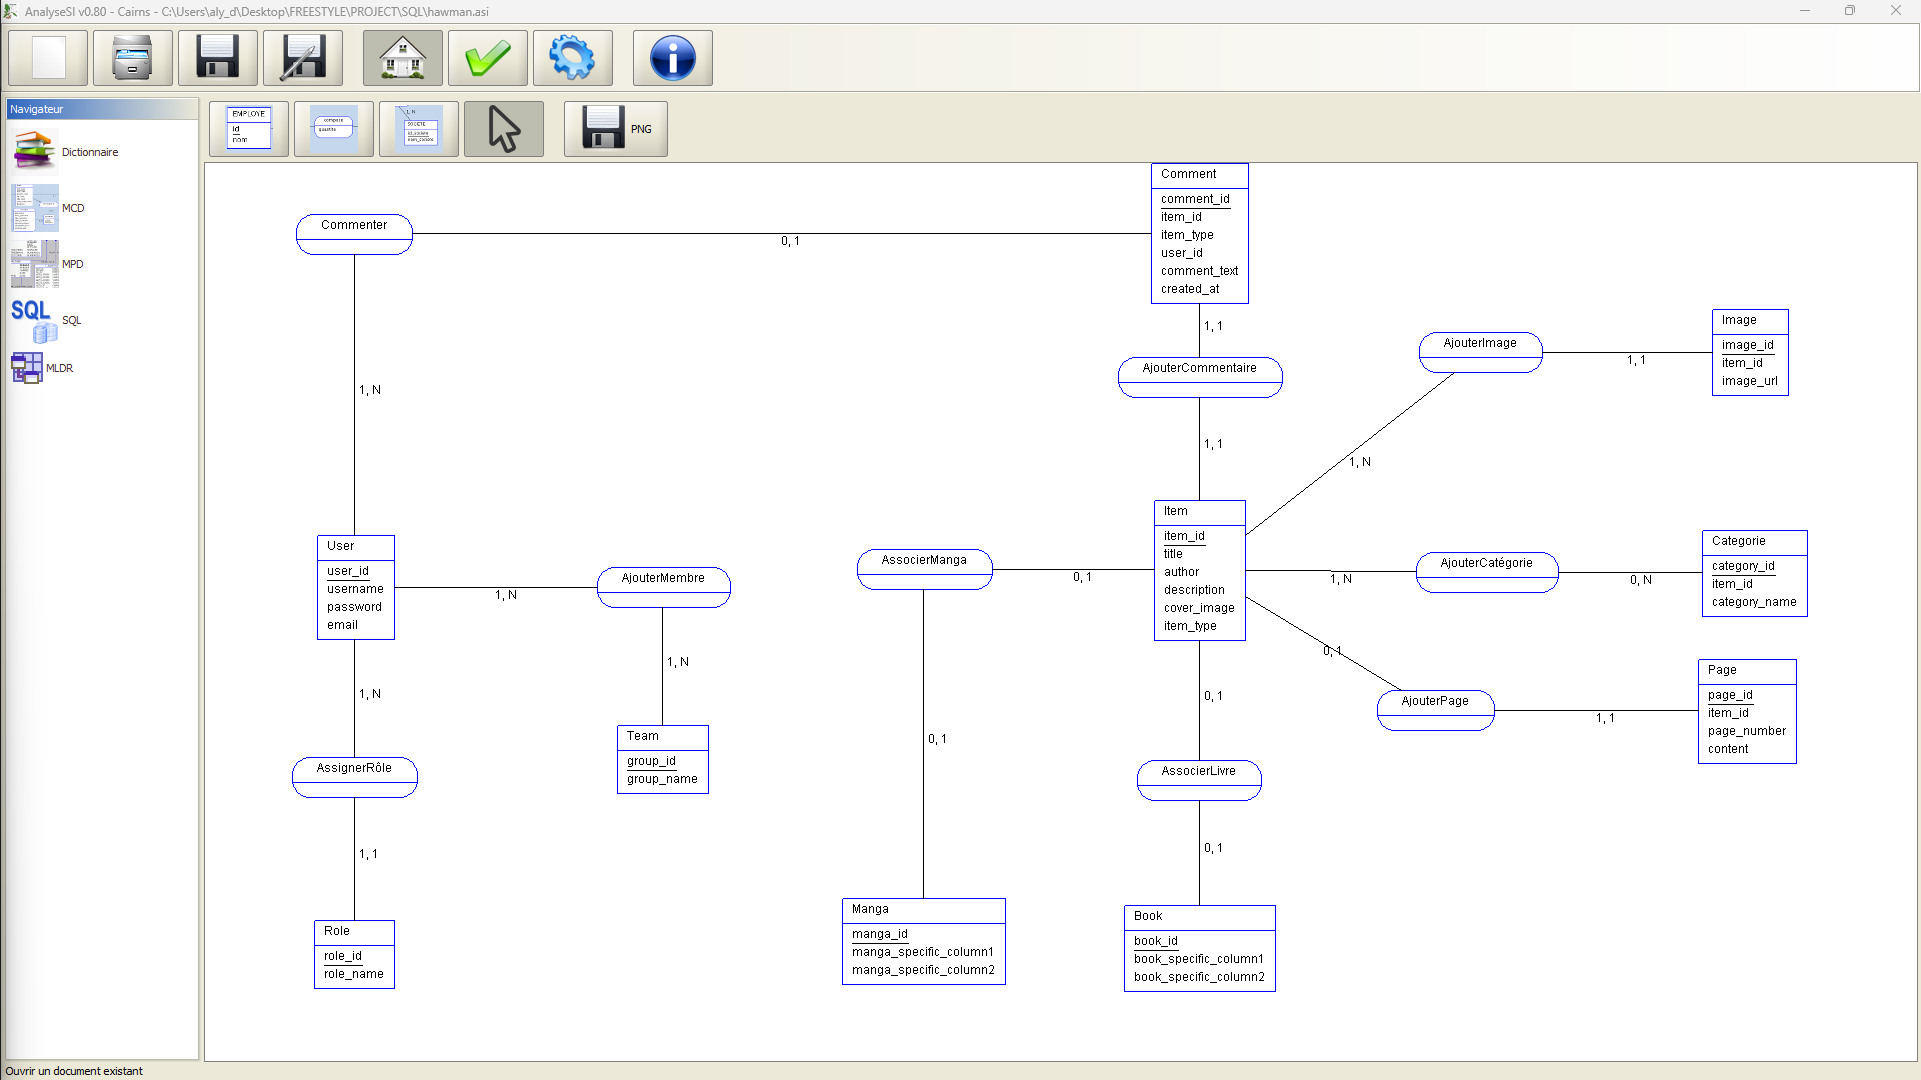 AnalyseSI v0.80 - Cairns - C:\Users\aly_d\Desktop\FREESTYLE\PROJECT\SQL\hawman.asi
Navigateur
Dictionnaire
MCD
MPD
SQL
SQL
MLDR
EMPLOYE
id
nom
compose
quantite
1, N
SOCIETE
PNG
Commenter
0, 1
Comment
comment_id
item_id
item_type
user_id
comment_text
created_at
1, 1
AjouterCommentaire
1, 1
AjouterImage
1, 1
Image
image_id
item_id
image_url
1, N
1, N
User
user_id
username
password
email
1, N
AjouterMembre
1, N
Team
group_id
group_name
1, N
AssignerRôle
1, 1
Role
role_id
role_name
AssocierManga
0, 1
0, 1
Manga
manga_id
manga_specific_column1
manga_specific_column2
Item
item_id
title
author
description
cover_image
item_type
1, N
AjouterCatégorie
0, N
Categorie
category_id
item_id
category_name
0, 1
AjouterPage
1, 1
Page
page_id
item_id
page_number
content
0, 1
AssocierLivre
0, 1
Book
book_id
book_specific_column1
book_specific_column2
Ouvrir un document existant